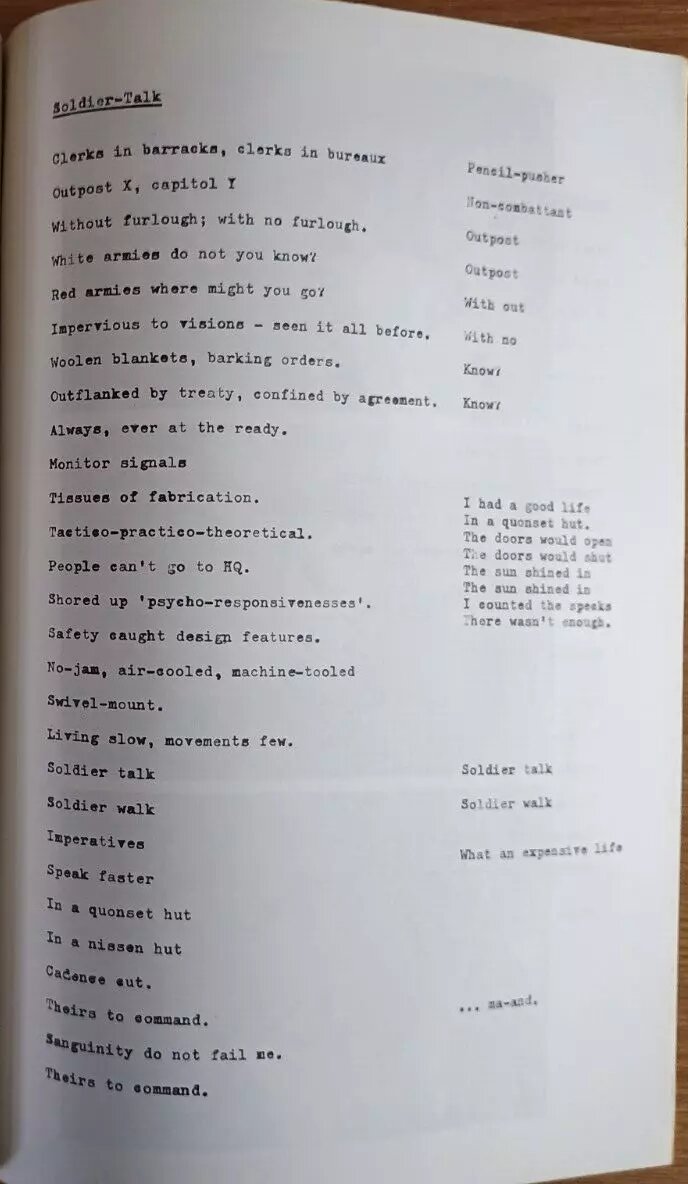 Soldier-Talk
Clerks in barracks, clerks in bureaux
Outpost X, capitol Y
Without furlough; with no furlough.
White armies do not you know?
Red armies where might you go?
Impervious to visions - seen it all before.
Woolen blankets, barking orders.
Outflanked by treaty, confined by agreement.
Always, ever at the ready.
Monitor signals
Tissues of fabrication.
Tactico-practico-theoretical.
People can't go to HQ.
Shored up 'psycho-responsivenesses'.
Safety caught design features.
No-jam, air-cooled, machine-tooled
Swivel-mount.
Living slow, movements few.
Soldier talk
Soldier walk
Imperatives
Speak faster
In a quonset hut
In a nissen hut
Cadence cut.
Theirs to command.
Sanguinity do not fail me.
Theirs to command.
Pensil-pusher
Non-combattant
Outpost
Outpost
With out
With no
Know?
Know?
I had a good life
In a quonset hut.
The doors would open
The doors would shut
The sun shined in
The sun shined in
I counted the specks
There wasn't enough.
Soldier talk
Soldier walk
What an expensive life
... ma-and.